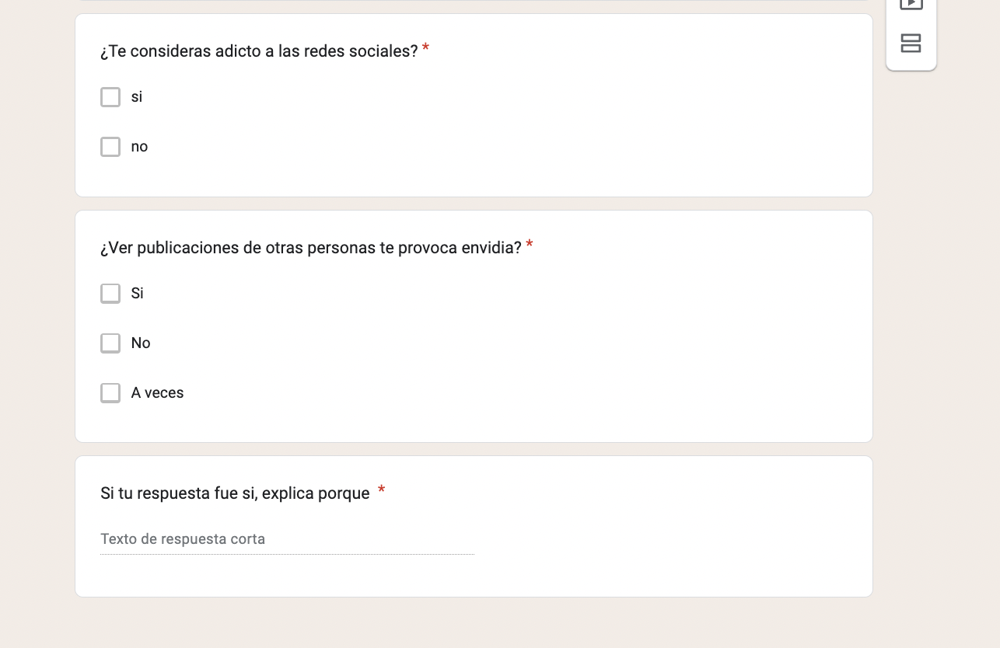 ¿Te consideras adicto a las redes sociales? *
si
no
¿Ver publicaciones de otras personas te provoca envidia? *
Si
No
A veces
Si tu respuesta fue si, explica porque *
Texto de respuesta corta